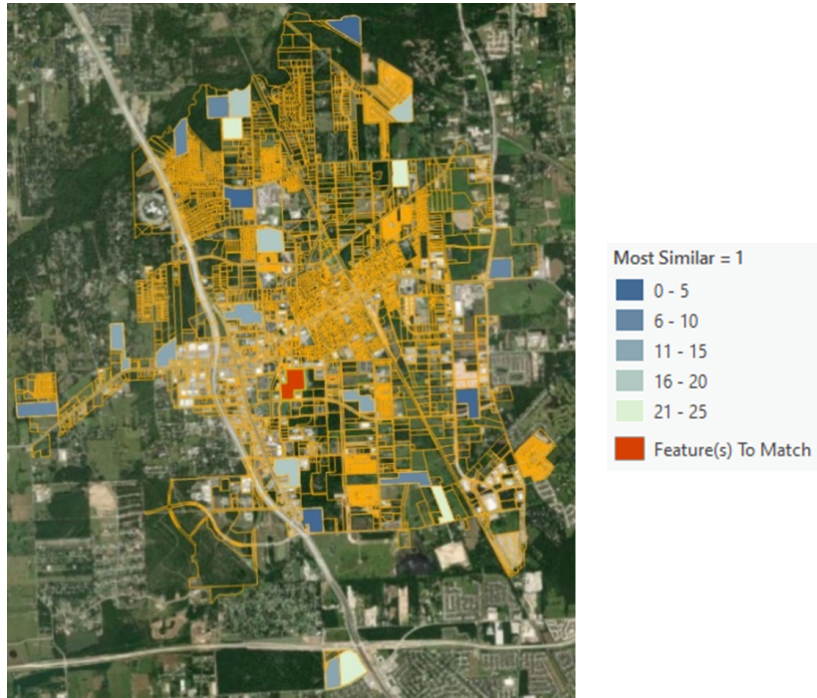 Most Similar = 1
0 - 5
6 - 10
11 - 15
16 - 20
21 - 25
Feature(s) To Match